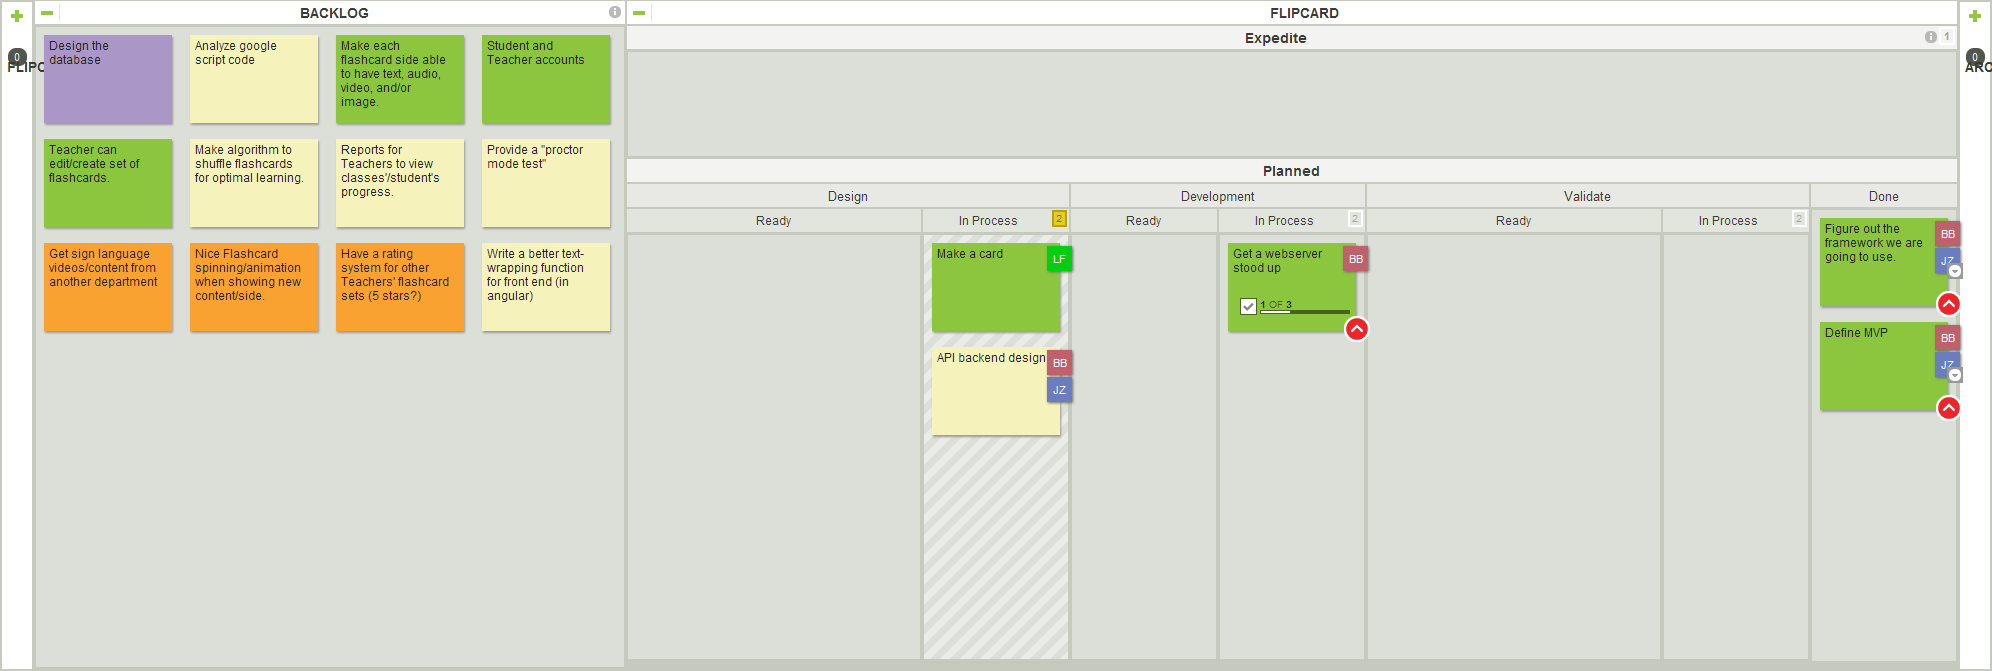 BACKLOG
FLIPCARD
0
FLIPC
Expedite
1
0
ARC
Design the
database
Analyze google
script code
Make each
flashcard side able
to have text, audio,
video, and/or
image.
Student and
Teacher accounts
Teacher can
edit/create set of
flashcards.
Make algorithm to
shuffle flashcards
for optimal learning.
Reports for
Teachers to view
classes'/student's
progress.
Provide a "proctor
mode test"
Get sign language
videos/content from
another department
Nice Flashcard
spinning/animation
when showing new
content/side.
Have a rating
system for other
Teachers' flashcard
sets (5 stars?)
Write a better text-
wrapping function
for front end (in
angular)
Planned
Design
Development
Validate
Done
Ready
In Process
2
Ready
In Process
2
Ready
In Process
2
Make a card
LF
API backend design
BB
JZ
Get a webserver
stood up
BB
1 OF 3
Figure out the
framework we are
going to use.
BB
JZ
Define MVP
BB
JZ